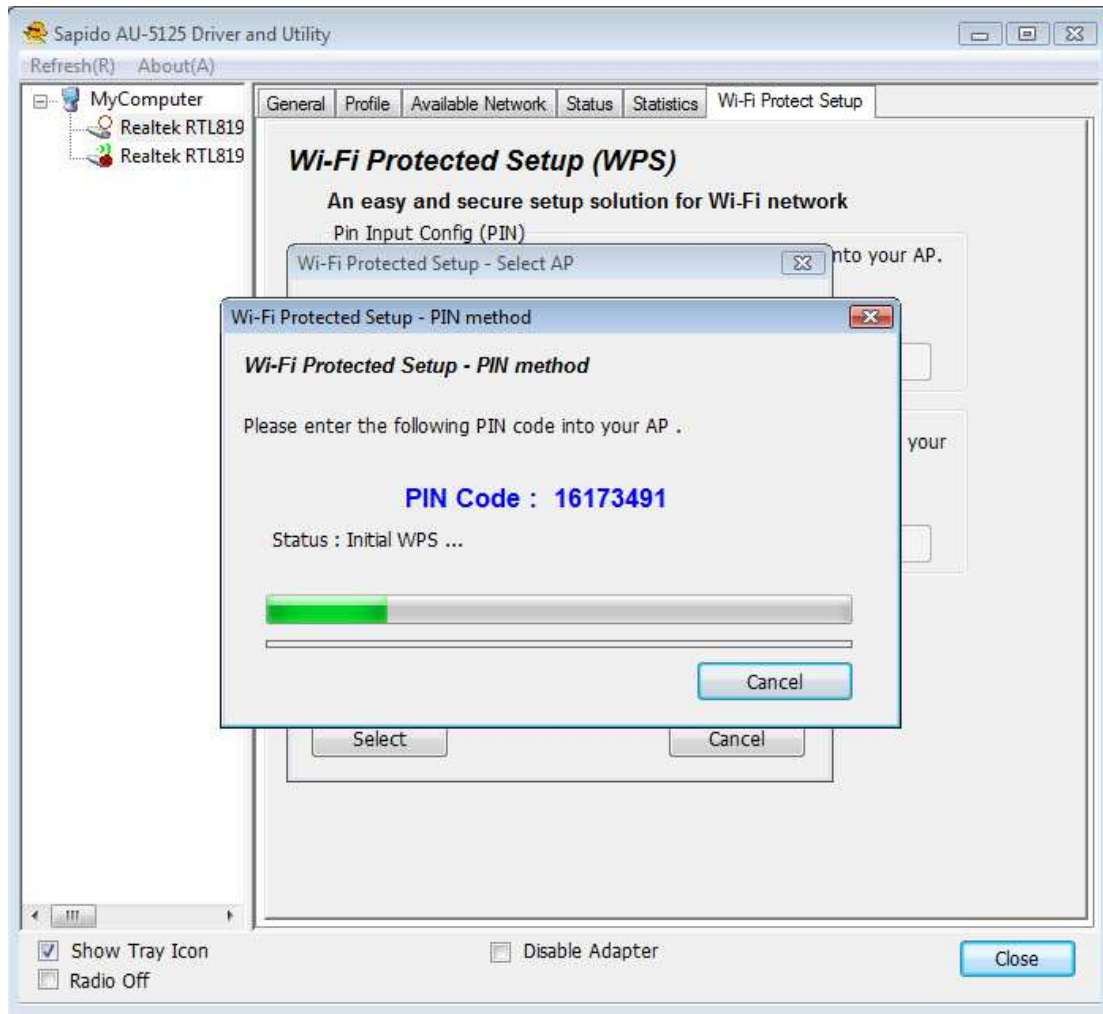 Sapido AU-5125 Driver and Utility
Refresh(R) About(A)
MyComputer
Realtek RTL819
Realtek RTL819
General Profile Available Network Status Statistics Wi-Fi Protect Setup
Wi-Fi Protected Setup (WPS)
An easy and secure setup solution for Wi-Fi network
Pin Input Config (PIN)
nto your AP.
Wi-Fi Protected Setup - Select AP
Wi-Fi Protected Setup - PIN method
Wi-Fi Protected Setup - PIN method
Please enter the following PIN code into your AP .
your
PIN Code : 16173491
Status : Initial WPS ...
Cancel
Select Cancel
Show Tray Icon Disable Adapter Close
Radio Off